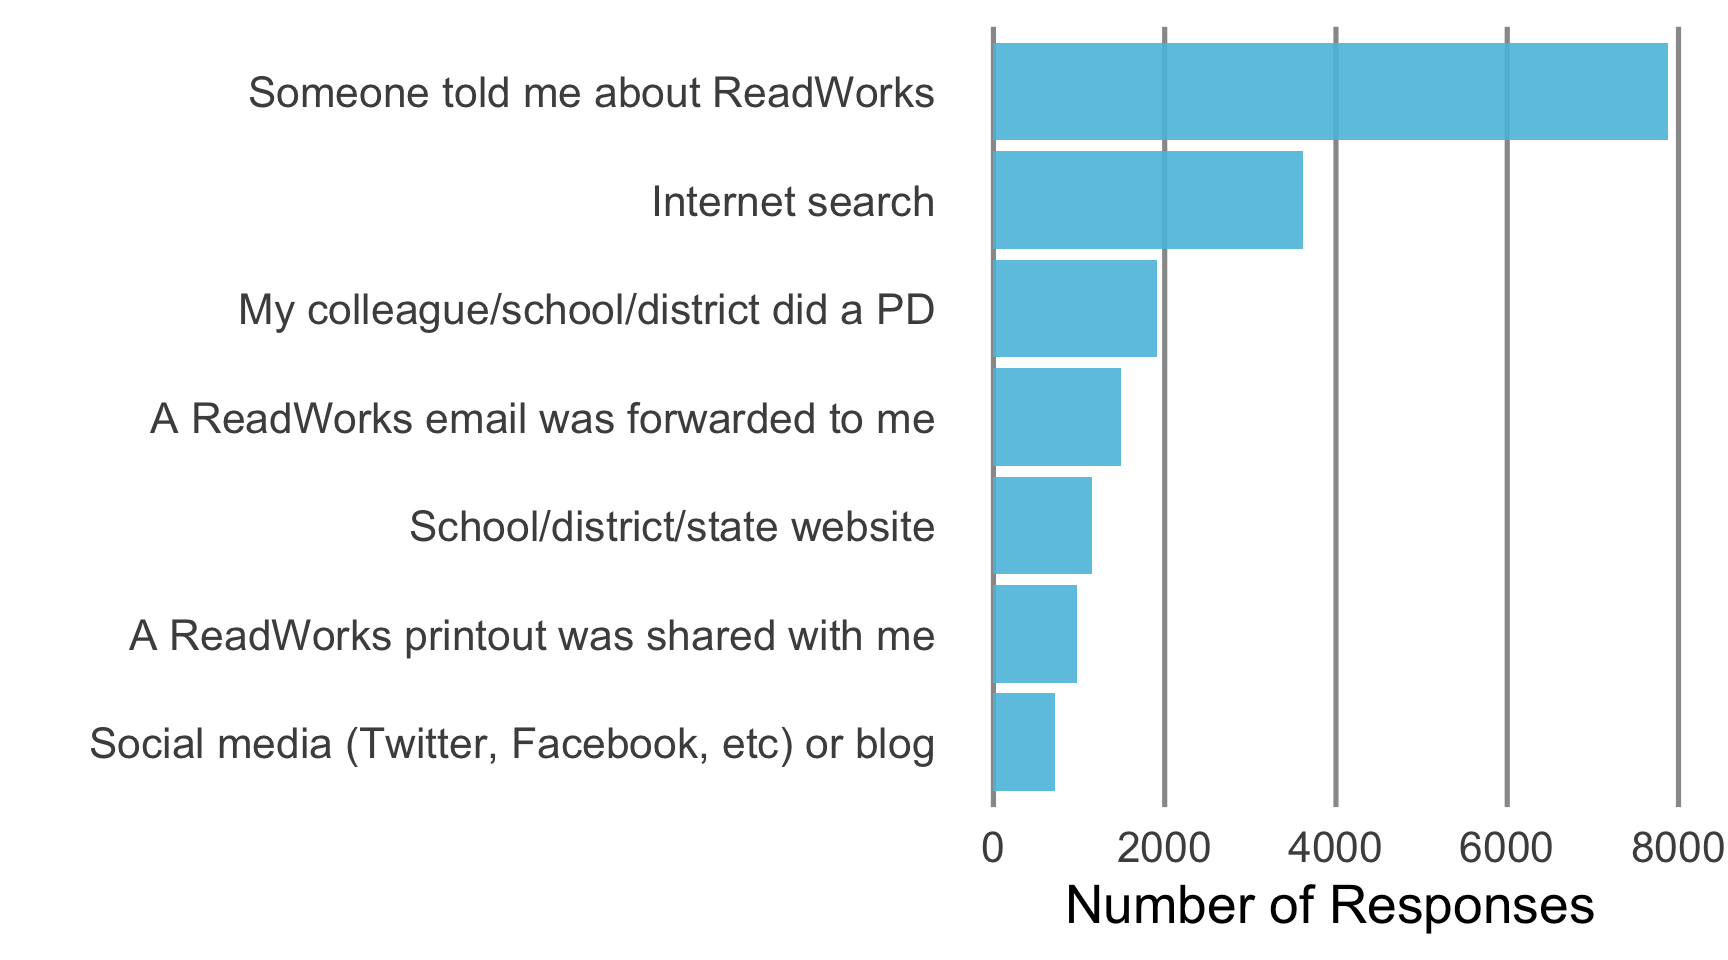 Someone told me about ReadWorks
Internet search
My colleague/school/district did a PD
A ReadWorks email was forwarded to me
School/district/state website
A ReadWorks printout was shared with me
Social media (Twitter, Facebook, etc) or blog
0 2000 4000 6000 8000
Number of Responses